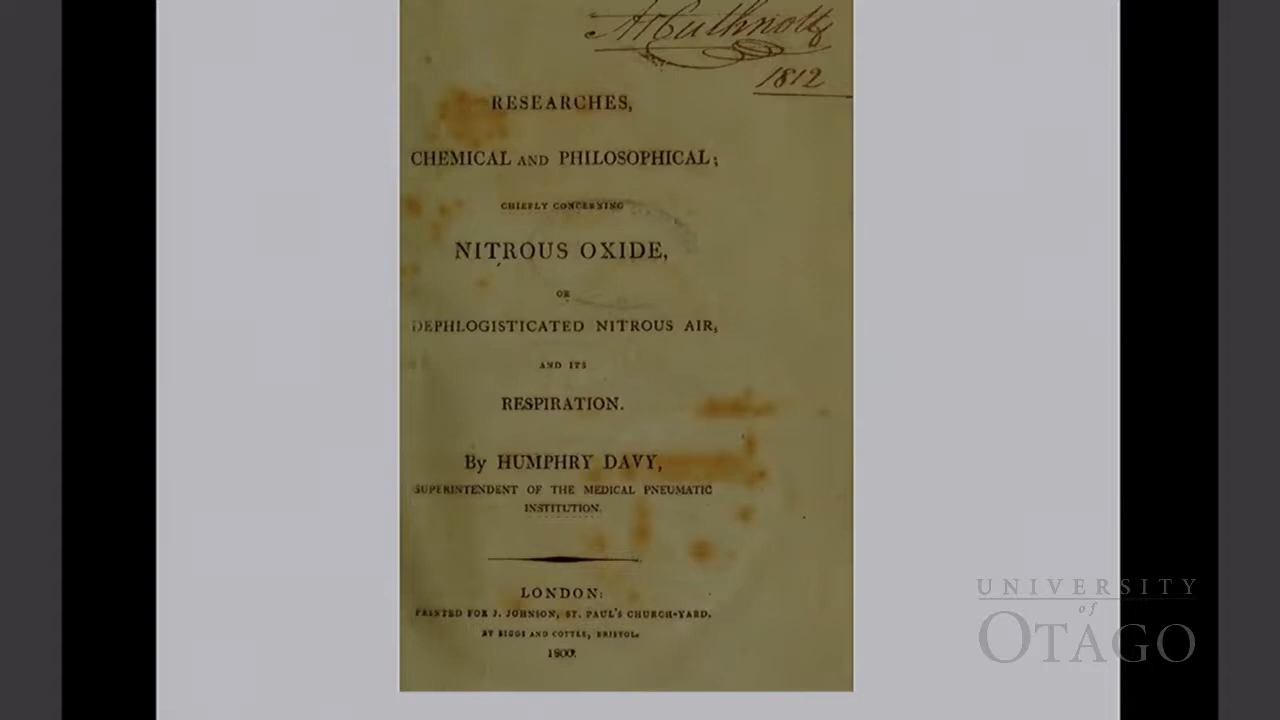 1812
RESEARCHES,
CHEMICAL AND PHILOSOPHICAL;
CHIEFLY CONCERNING
NITROUS OXIDE,
OR
DEPHLOGISTICATED NITROUS AIR,
AND ITS
RESPIRATION.
By HUMPHRY DAVY,
SUPERINTENDENT OF THE MEDICAL PNEUMATIC
INSTITUTION.
LONDON:
PRINTED FOR J. JOHNSON, ST. PAUL'S CHURCH-YARD,
BY BIGGS AND COTTLE, BRISTOL.
1800.
UNIVERSITY
of
OTAGO